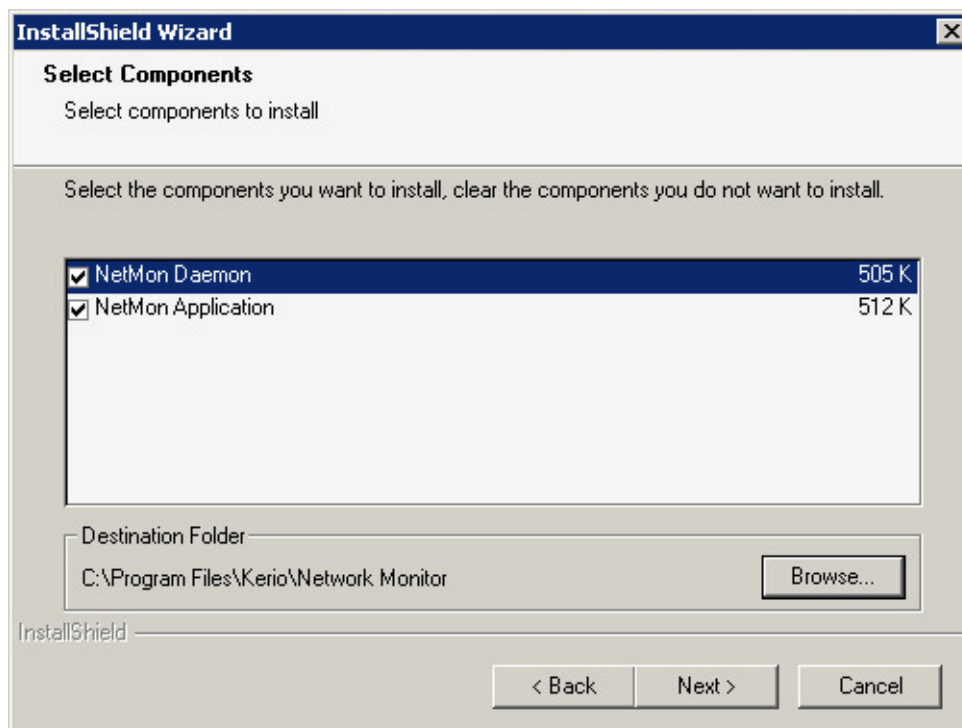 InstallShield Wizard
Select Components
Select components to install
Select the components you want to install, clear the components you do not want to install.
NetMon Daemon 505 K
NetMon Application 512 K
Destination Folder
C:\Program Files\Kerio\Network Monitor
Browse...
InstallShield
< Back Next > Cancel